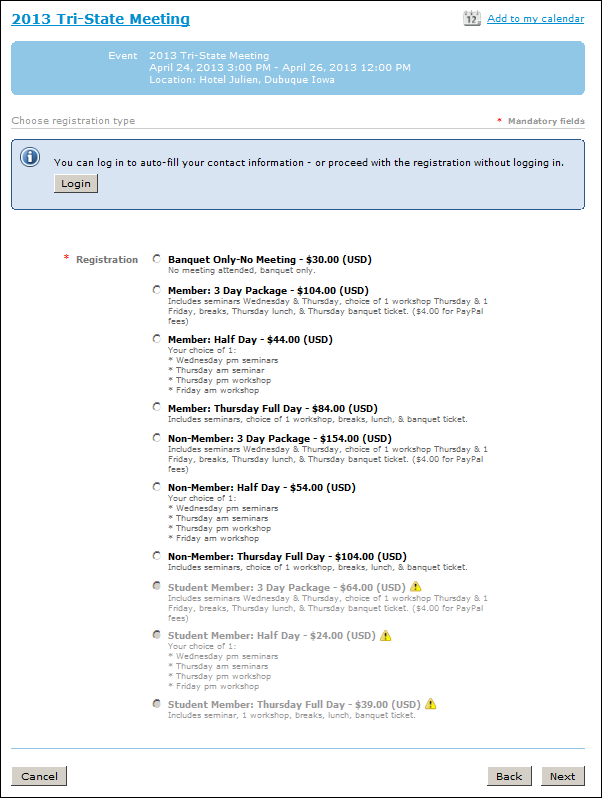 2013 Tri-State Meeting
12
Add to my calendar
Event 2013 Tri-State Meeting
April 24, 2013 3:00 PM - April 26, 2013 12:00 PM
Location: Hotel Julien, Dubuque Iowa
Choose registration type
* Mandatory fields
You can log in to auto-fill your contact information - or proceed with the registration without logging in.
Login
* Registration
Banquet Only-No Meeting - $30.00 (USD)
No meeting attended, banquet only.
Member: 3 Day Package - $104.00 (USD)
Includes seminars Wednesday & Thursday, choice of 1 workshop Thursday & 1
Friday, breaks, Thursday lunch, & Thursday banquet ticket. ($4.00 for PayPal
fees)
Member: Half Day - $44.00 (USD)
Your choice of 1:
* Wednesday pm seminars
* Thursday am seminar
* Thursday pm workshop
* Friday am workshop
Member: Thursday Full Day - $84.00 (USD)
Includes seminars, choice of 1 workshop, breaks, lunch, & banquet ticket.
Non-Member: 3 Day Package - $154.00 (USD)
Includes seminars Wednesday & Thursday, choice of 1 workshop Thursday & 1
Friday, breaks, Thursday lunch, & Thursday banquet ticket. ($4.00 for PayPal
fees)
Non-Member: Half Day - $54.00 (USD)
Your choice of 1:
* Wednesday pm seminars
* Thursday am seminars
* Thursday pm workshop
* Friday am workshop
Non-Member: Thursday Full Day - $104.00 (USD)
Includes seminars, choice of 1 workshop, breaks, lunch, & banquet ticket.
Student Member: 3 Day Package - $64.00 (USD)
Includes seminars Wednesday & Thursday, choice of 1 workshop Thursday & 1
Friday, breaks, Thursday lunch, & Thursday banquet ticket. ($4.00 for PayPal
fees)
Student Member: Half Day - $24.00 (USD)
Your choice of 1:
* Wednesday pm seminars
* Thursday am seminars
* Thursday pm workshop
* Friday pm workshop
Student Member: Thursday Full Day - $39.00 (USD)
Includes seminar, 1 workshop, breaks, lunch, banquet ticket.
Cancel
Back
Next